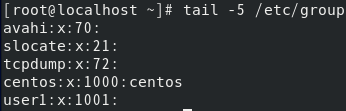 [root@localhost ~]# tail -5 /etc/group
avahi:x:70:
slocate:x:21:
tcpdump:x:72:
centos:x:1000:centos
user1:x:1001: